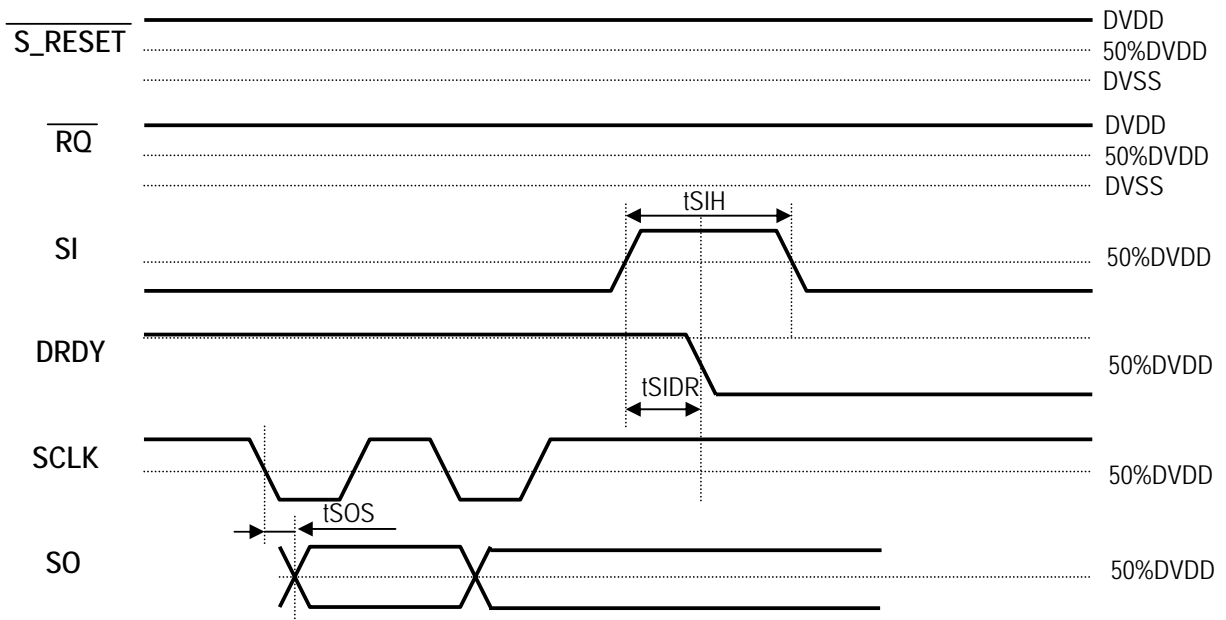 DVDD
S_RESET
50%DVDD
DVSS
DVDD
RQ
50%DVDD
DVSS
tSIH
SI
50%DVDD
DRDY
50%DVDD
tSIDR
SCLK
50%DVDD
tSOS
SO
50%DVDD